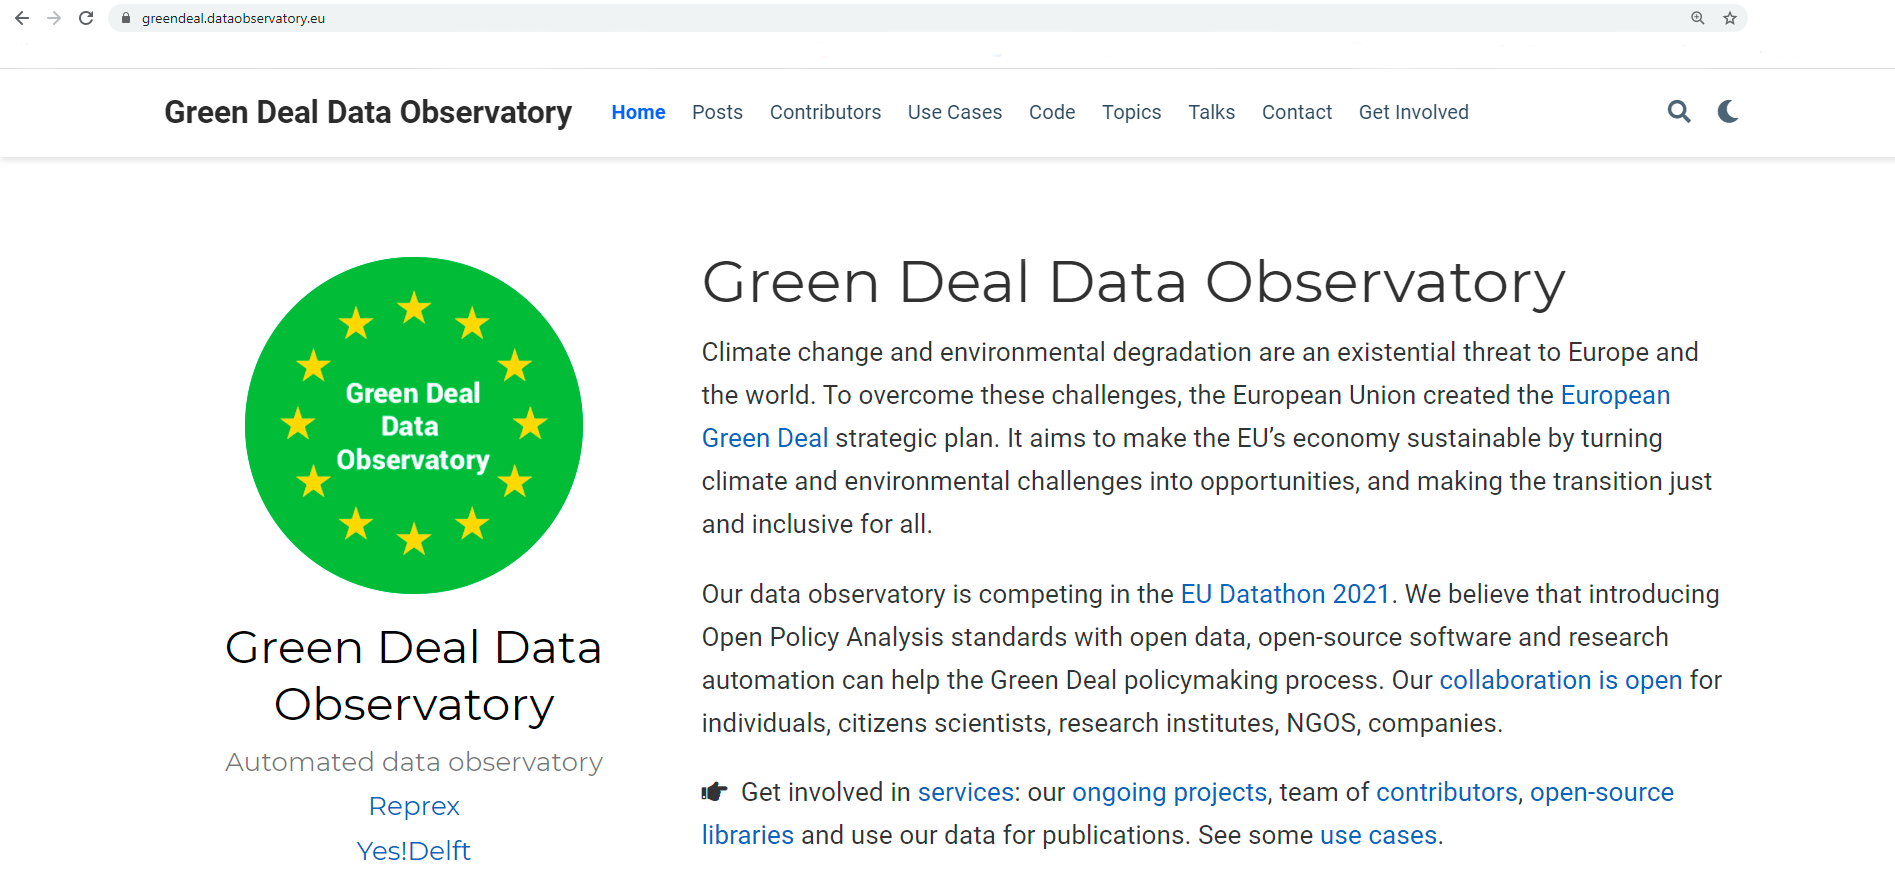 greendeal.dataobservatory.eu
Green Deal Data Observatory Home Posts Contributors Use Cases Code Topics Talks Contact Get Involved
Green Deal
Data
Observatory
Green Deal Data
Observatory
Automated data observatory
Reprex
Yes!Delft
Green Deal Data Observatory
Climate change and environmental degradation are an existential threat to Europe and
the world. To overcome these challenges, the European Union created the European
Green Deal strategic plan. It aims to make the EU’s economy sustainable by turning
climate and environmental challenges into opportunities, and making the transition just
and inclusive for all.
Our data observatory is competing in the EU Datathon 2021. We believe that introducing
Open Policy Analysis standards with open data, open-source software and research
automation can help the Green Deal policymaking process. Our collaboration is open for
individuals, citizens scientists, research institutes, NGOS, companies.
Get involved in services: our ongoing projects, team of contributors, open-source
libraries and use our data for publications. See some use cases.